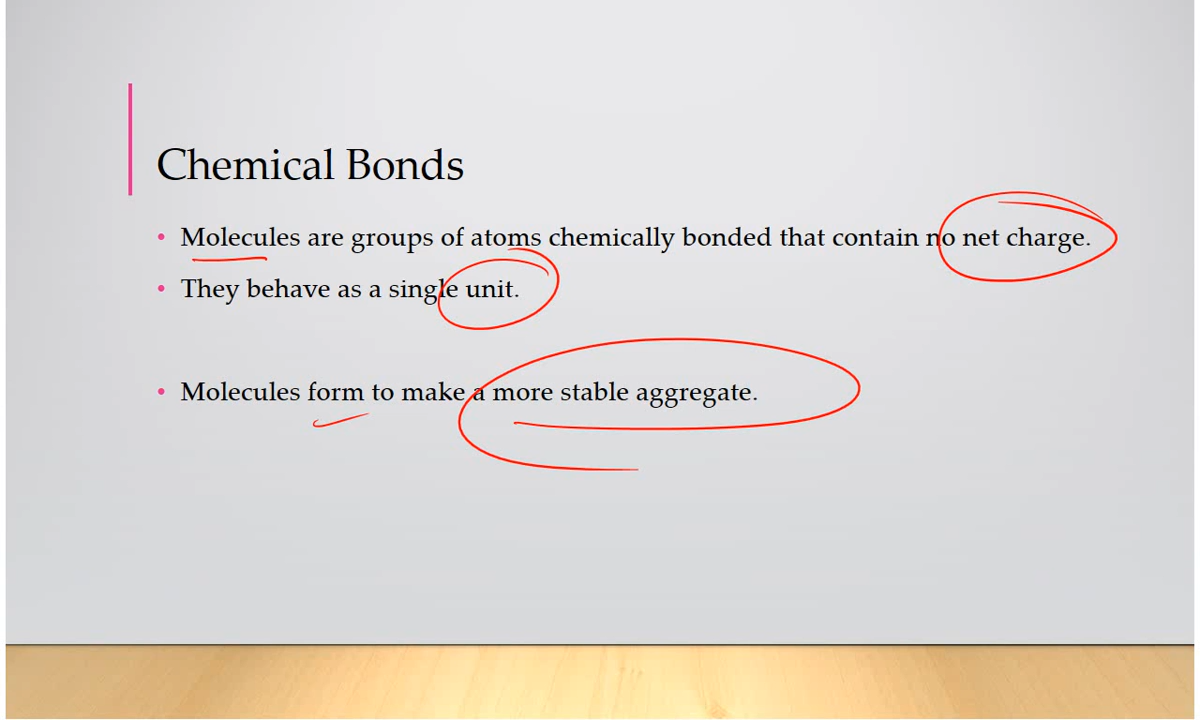 Chemical Bonds
• Molecules are groups of atoms chemically bonded that contain no net charge.
• They behave as a single unit.
• Molecules form to make a more stable aggregate.